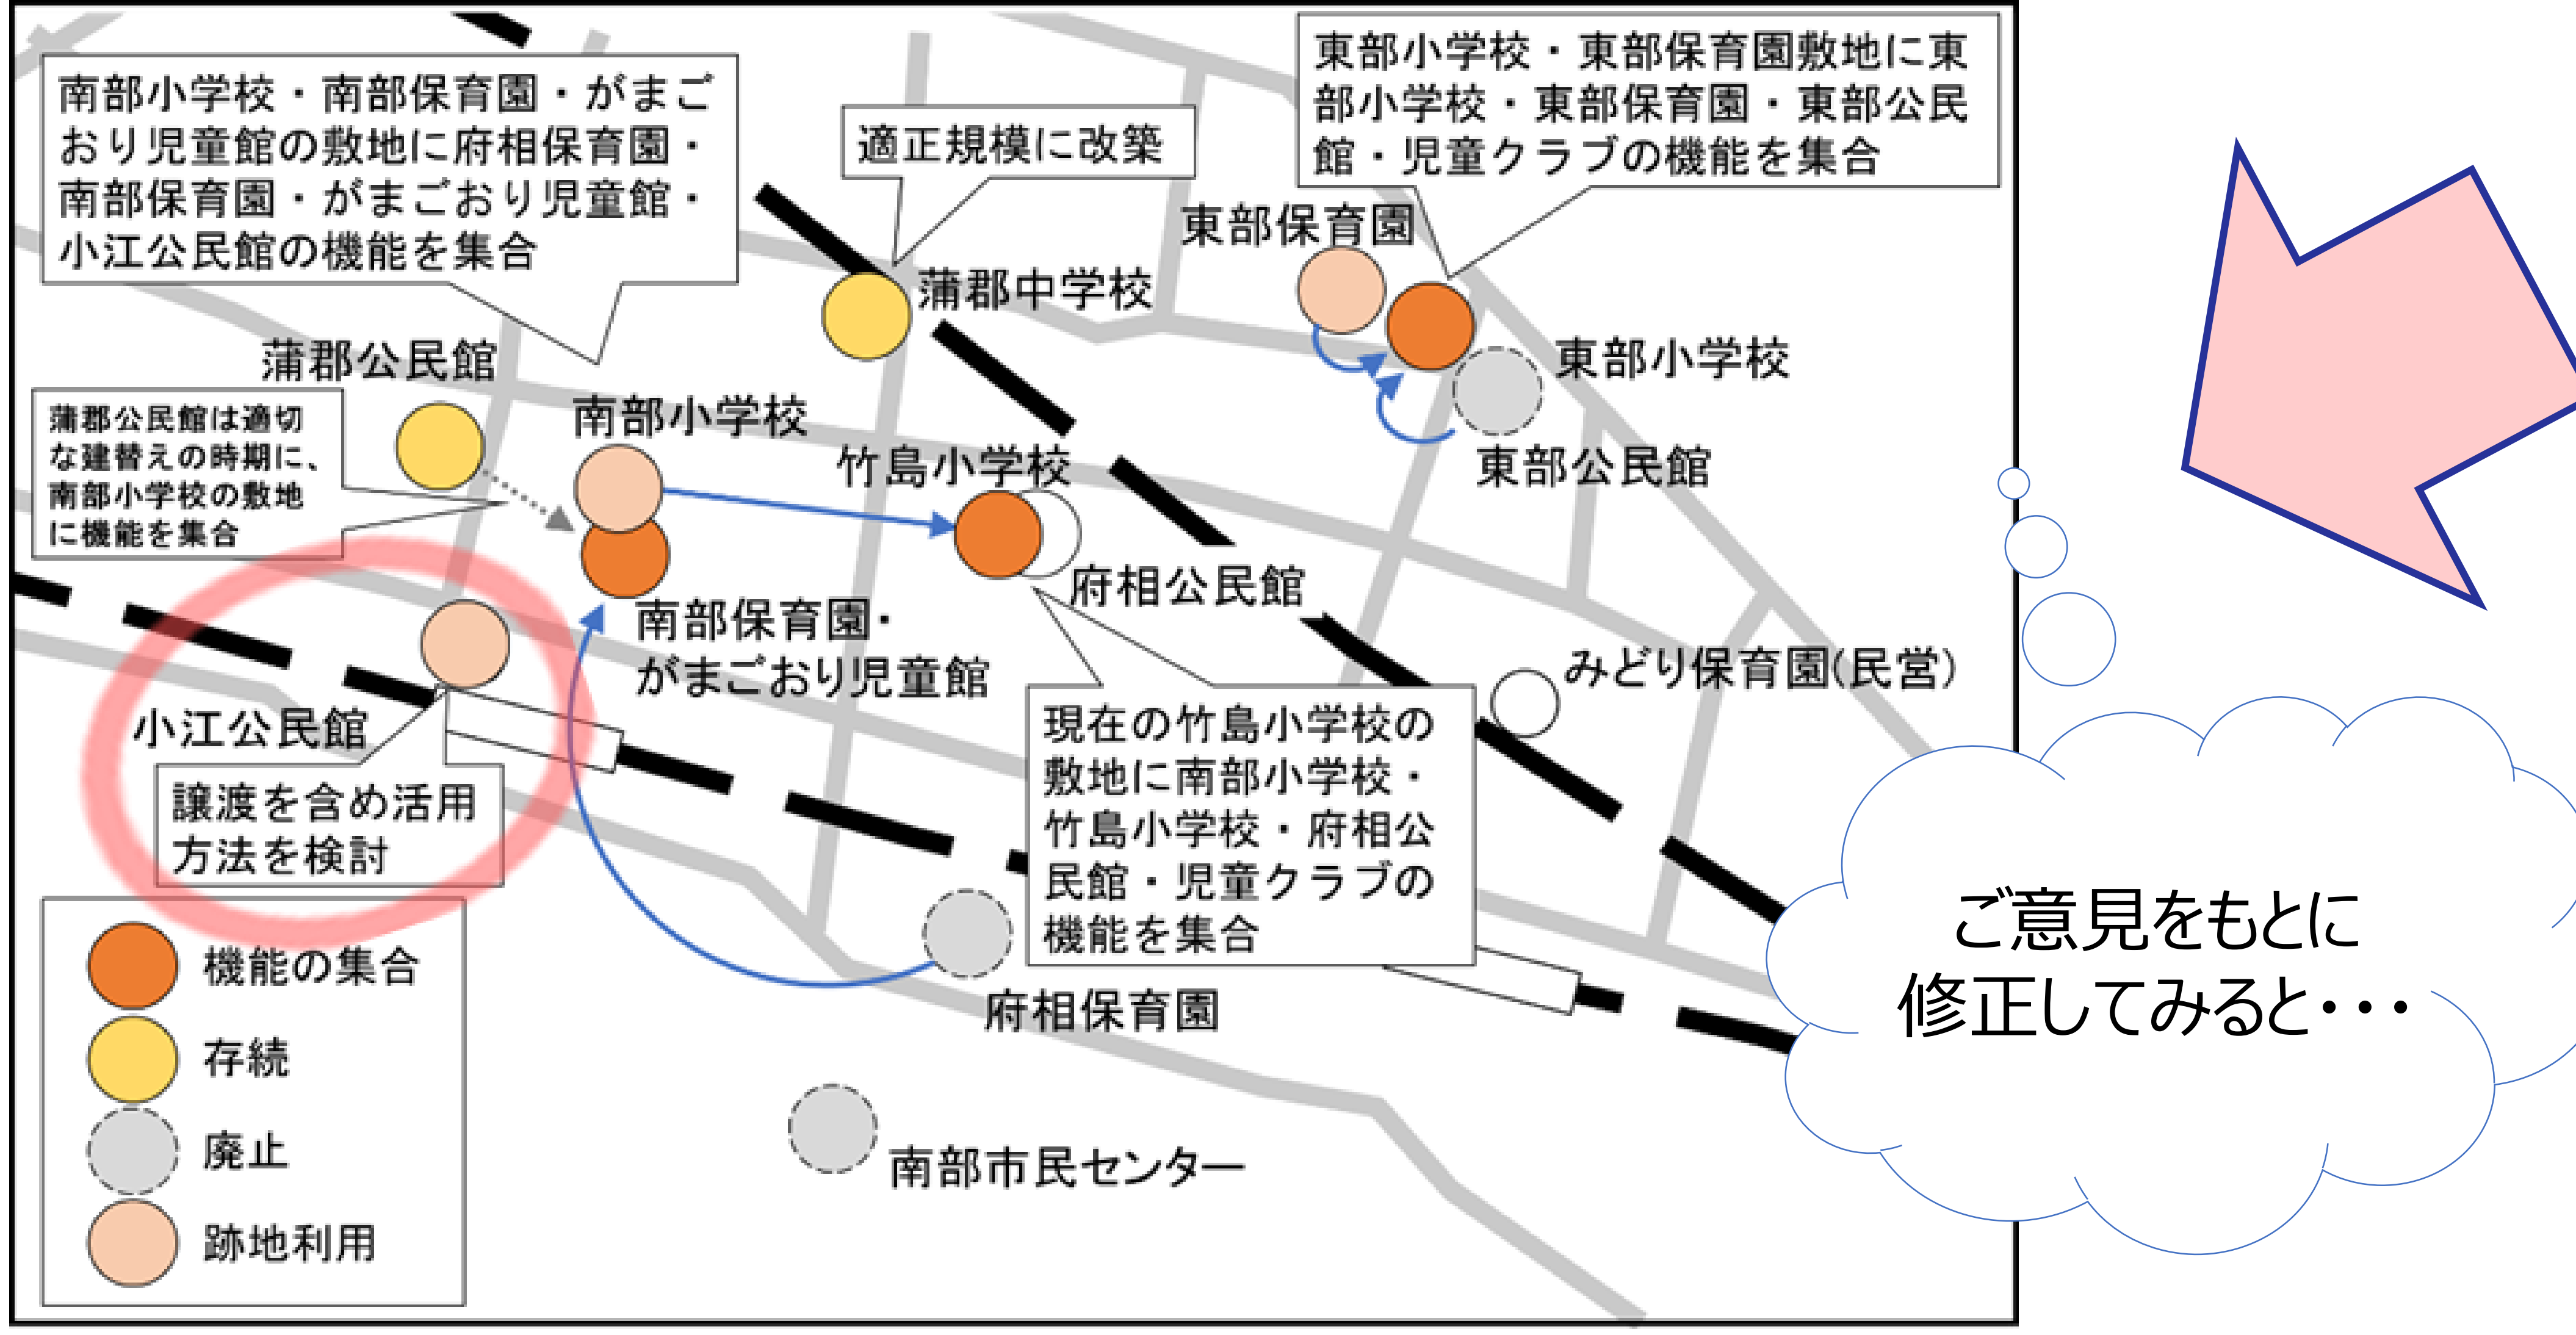 南部小学校・南部保育園・がまご
おり児童館の敷地に府相保育園・
南部保育園・がまごおり児童館・
小江公民館の機能を集合
適正規模に改築
東部小学校・東部保育園敷地に東
部小学校・東部保育園・東部公民
館・児童クラブの機能を集合
東部保育園
蒲郡中学校
東部小学校
東部公民館
蒲郡公民館
蒲郡公民館は適切
な建替えの時期に、
南部小学校の敷地
に機能を集合
南部小学校
竹島小学校
府相公民館
南部保育園・
がまごおり児童館
みどり保育園(民営)
小江公民館
譲渡を含め活用
方法を検討
現在の竹島小学校の
敷地に南部小学校・
竹島小学校・府相公
民館・児童クラブの
機能を集合
府相保育園
南部市民センター
機能の集合
存続
廃止
跡地利用
ご意見をもとに
修正してみると・・・